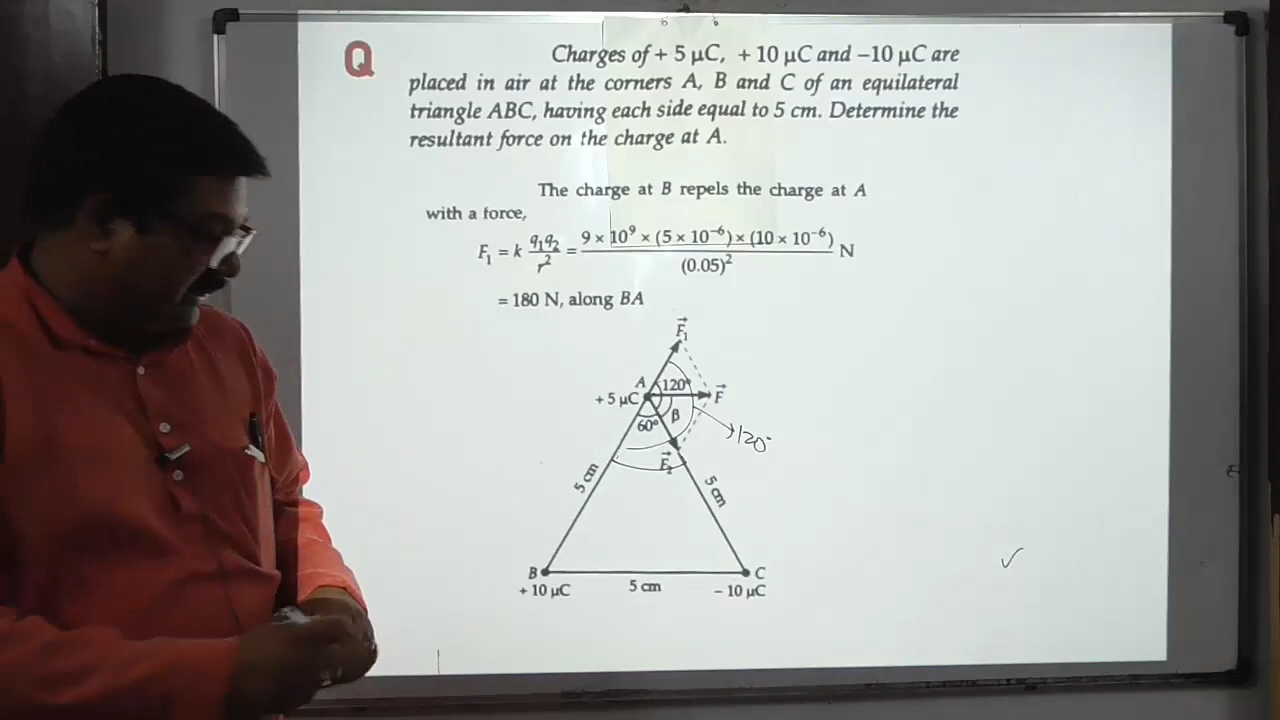 Q Charges of + 5 μC, + 10 μC and −10 μC are
placed in air at the corners A, B and C of an equilateral
triangle ABC, having each side equal to 5 cm. Determine the
resultant force on the charge at A.
The charge at B repels the charge at A
with a force,
F₁ = k q₁q₂/r² = 9 × 10⁹ × (5 × 10⁻⁶) × (10 × 10⁻⁶)/(0.05)² N
= 180 N, along BA
F⃗₁
A 120°
+ 5 μC F⃗
60° β
→120°
F⃗₂
5 cm 5 cm
B C
+ 10 μC 5 cm − 10 μC